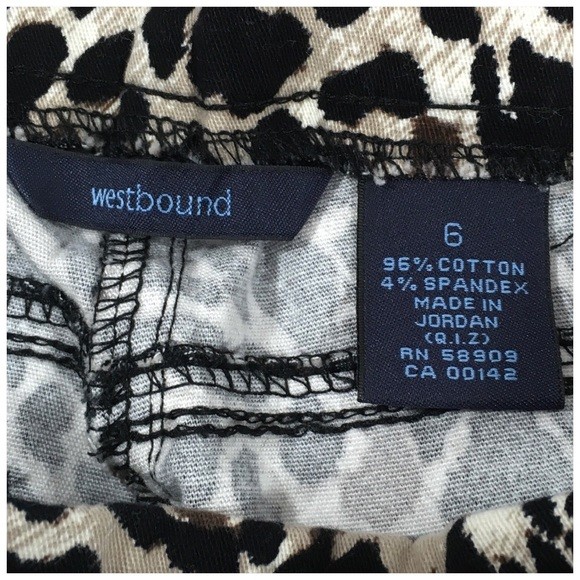 westbound
6
96% COTTON
4% SPANDEX
MADE IN
JORDAN
(Q.I.Z)
RN 58909
CA 00142